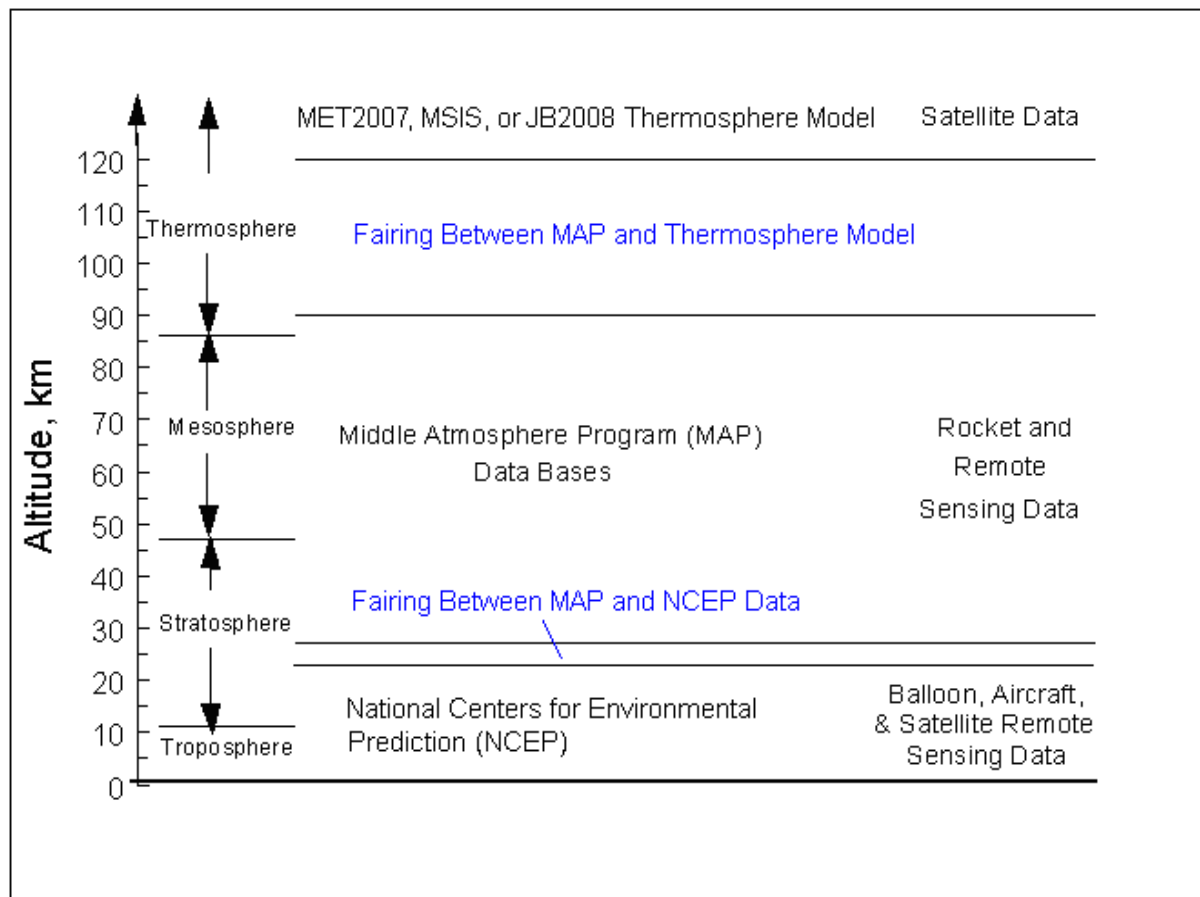 MET2007, MSIS, or JB2008 Thermosphere Model
Satellite Data
120
110
Thermosphere
Fairing Between MAP and Thermosphere Model
100
90
80
70
Mesosphere
Middle Atmosphere Program (MAP)
Data Bases
Rocket and
Remote
Sensing Data
60
50
40
Fairing Between MAP and NCEP Data
30
Stratosphere
20
National Centers for Environmental
Prediction (NCEP)
Balloon, Aircraft,
& Satellite Remote
Sensing Data
10
Troposphere
0
Altitude, km